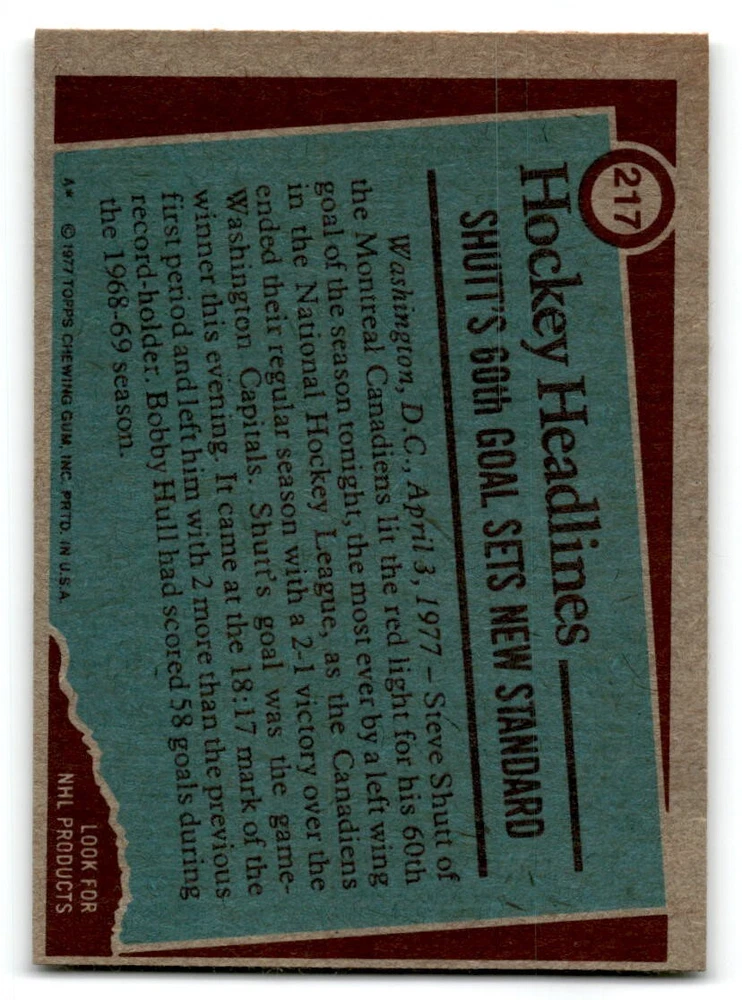 217
Hockey Headlines
SHUTT'S 60th GOAL SETS NEW STANDARD
Washington, D.C., April 3, 1977 – Steve Shutt of
the Montreal Canadiens lit the red light for his 60th
goal of the season tonight, the most ever by a left wing
in the National Hockey League, as the Canadiens
ended their regular season with a 2-1 victory over the
Washington Capitals. Shutt's goal was the game-
winner this evening. It came at the 18:17 mark of the
first period and left him with 2 more than the previous
record-holder. Bobby Hull had scored 58 goals during
the 1968-69 season.
A* © 1977 TOPPS CHEWING GUM, INC. PRTD. IN U.S.A.
LOOK FOR
NHL PRODUCTS